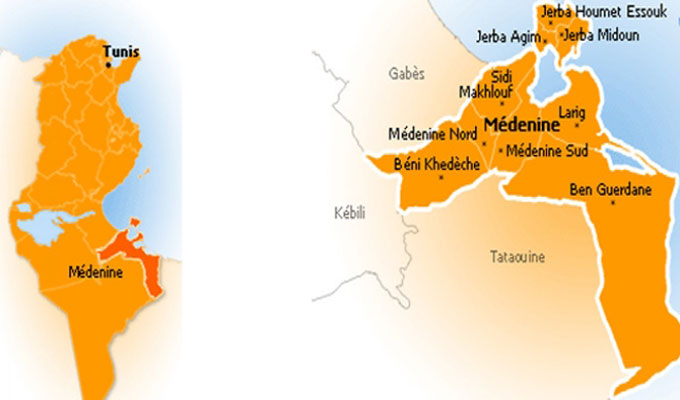 Tunis
Médenine
Jerba Houmet Essouk
Jerba Agim
Jerba Midoun
Gabès
Sidi
Makhlouf
Larig
Médenine Nord
Médenine
Médenine Sud
Béni Khedèche
Ben Guerdane
Kébili
Tataouine